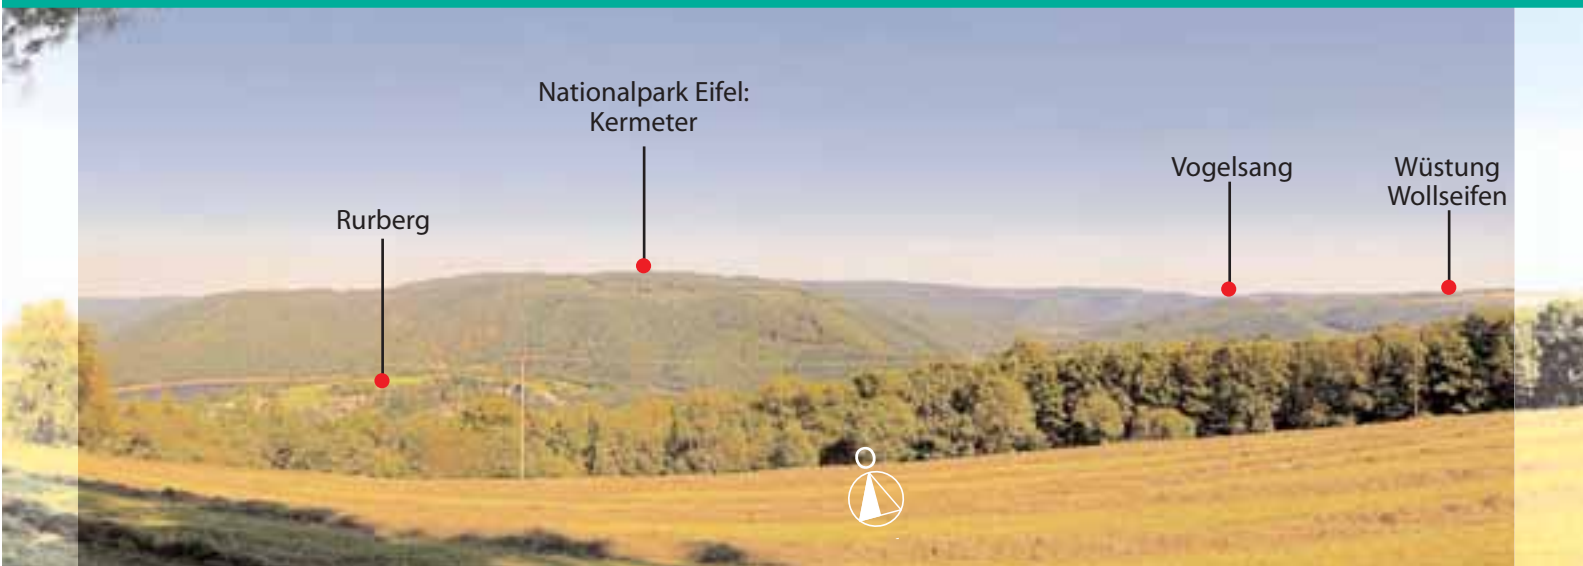 Nationalpark Eifel:
Kermeter
Rurberg
Vogelsang
Wüstung
Wollseifen
O